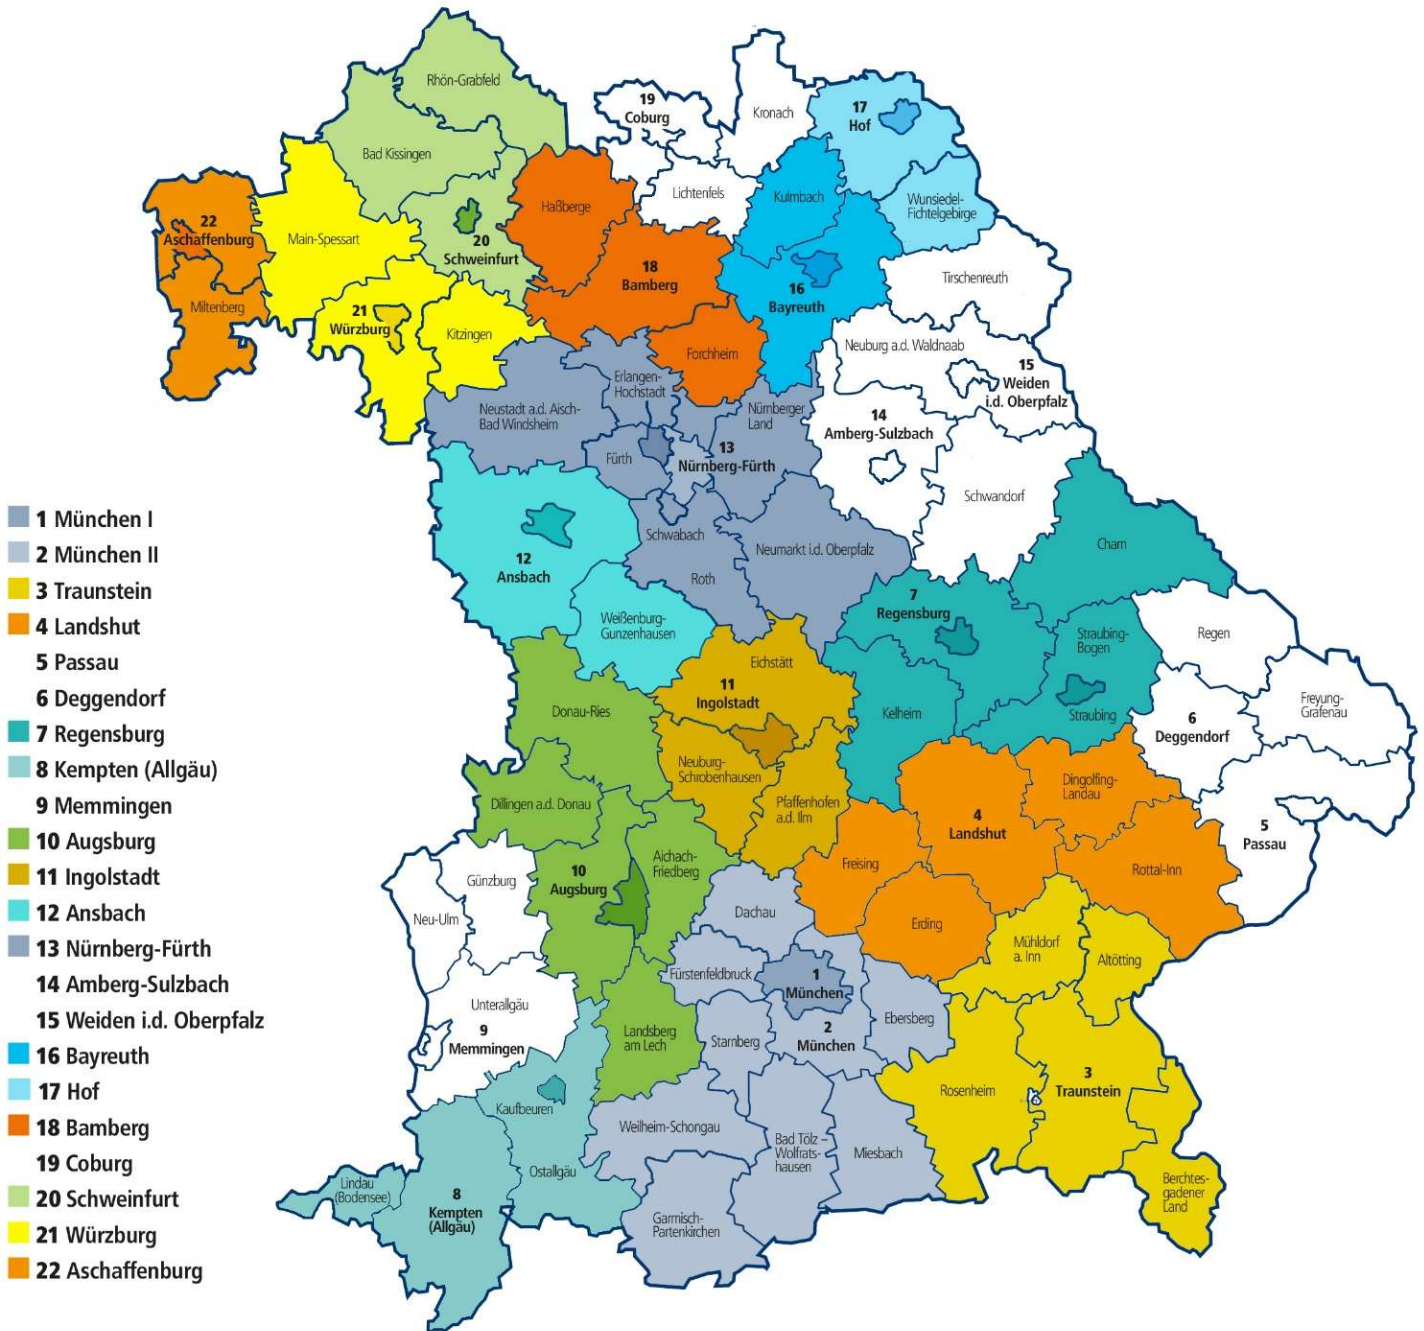 Rhön-Grabfeld
19
Coburg
Kronach
17
Hof
Bad Kissingen
Lichtenfels
Kulmbach
Wunsiedel-
Fichtelgebirge
Haßberge
22
Aschaffenburg
Main-Spessart
20
Schweinfurt
18
Bamberg
16
Bayreuth
Tirschenreuth
Miltenberg
21
Würzburg
Kitzingen
Forchheim
Neuburg a.d. Waldnaab
15
Weiden
i.d. Oberpfalz
Erlangen-
Hochstadt
Neustadt a.d. Aisch-
Bad Windsheim
Nürnberger
Land
14
Amberg-Sulzbach
Fürth
13
Nürnberg-Fürth
Schwandorf
Schwabach
Neumarkt i.d. Oberpfalz
Cham
12
Ansbach
Roth
7
Regensburg
Weißenburg-
Gunzenhausen
Straubing-
Bogen
Regen
Eichstätt
11
Ingolstadt
Donau-Ries
Kelheim
Straubing
6
Deggendorf
Freyung-
Grafenau
Neuburg-
Schrobenhausen
Dingolfing-
Landau
Dillingen a.d. Donau
Pfaffenhofen
a.d. Ilm
4
Landshut
5
Passau
Günzburg
10
Augsburg
Aichach-
Friedberg
Freising
Rottal-Inn
Neu-Ulm
Dachau
Erding
Mühldorf
a. Inn
Altötting
Fürstenfeldbruck
1
München
Unterallgäu
9
Memmingen
Landsberg
am Lech
Starnberg
2
München
Ebersberg
Kaufbeuren
Rosenheim
3
Traunstein
Weilheim-Schongau
Bad Tölz –
Wolfrats-
hausen
Miesbach
Lindau
(Bodensee)
Ostallgäu
8
Kempten
(Allgäu)
Garmisch-
Partenkirchen
Berchtes-
gadener
Land
1 München I
2 München II
3 Traunstein
4 Landshut
5 Passau
6 Deggendorf
7 Regensburg
8 Kempten (Allgäu)
9 Memmingen
10 Augsburg
11 Ingolstadt
12 Ansbach
13 Nürnberg-Fürth
14 Amberg-Sulzbach
15 Weiden i.d. Oberpfalz
16 Bayreuth
17 Hof
18 Bamberg
19 Coburg
20 Schweinfurt
21 Würzburg
22 Aschaffenburg